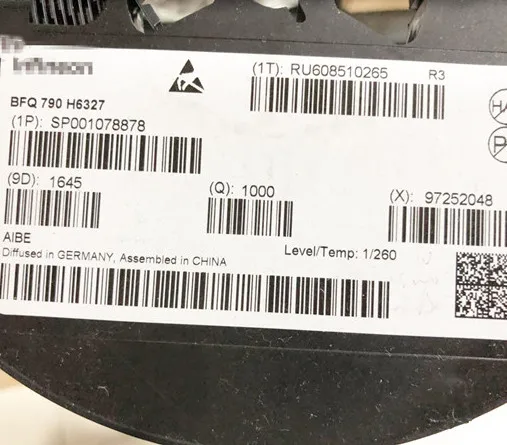 Infineon
(1T): RU608510265 R3
BFQ 790 H6327
(1P): SP001078878
(9D): 1645
(Q): 1000
(X): 97252048
AIBE
Level/Temp: 1/260
Diffused in GERMANY, Assembled in CHINA